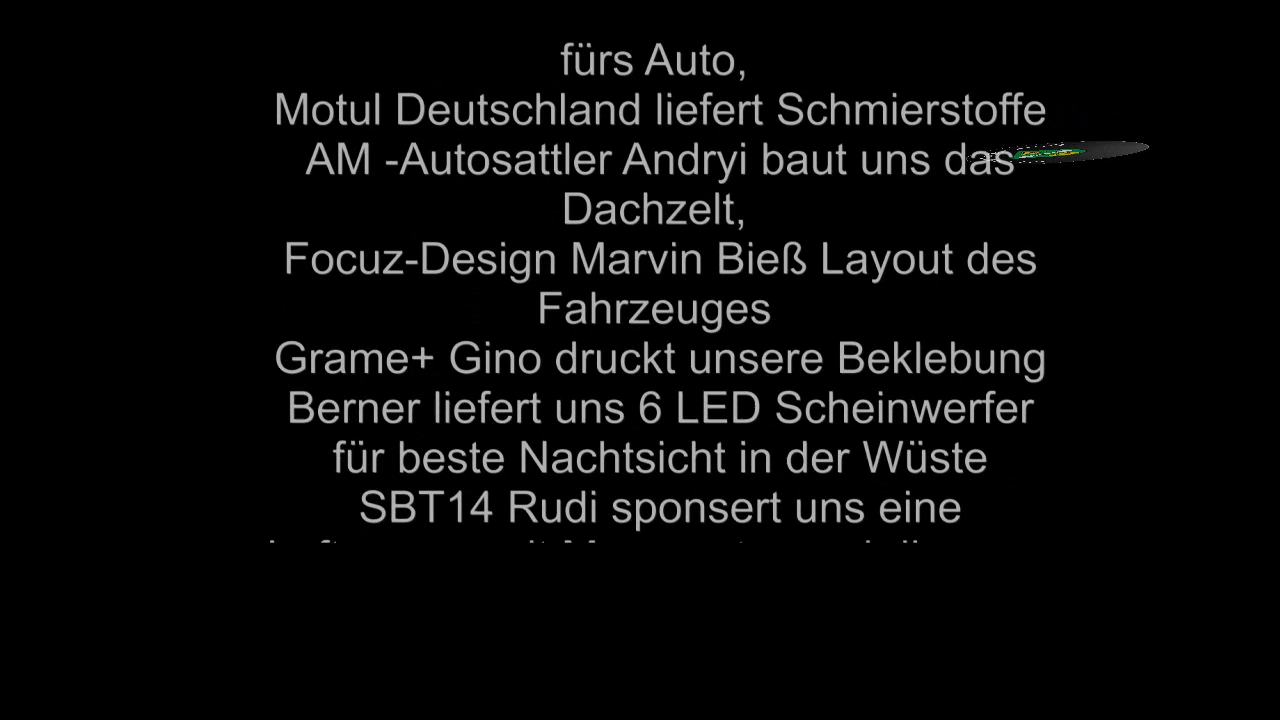 fürs Auto,
Motul Deutschland liefert Schmierstoffe
AM -Autosattler Andryi baut uns das
Dachzelt,
Focuz-Design Marvin Bieß Layout des
Fahrzeuges
Grame+ Gino druckt unsere Beklebung
Berner liefert uns 6 LED Scheinwerfer
für beste Nachtsicht in der Wüste
SBT14 Rudi sponsert uns eine